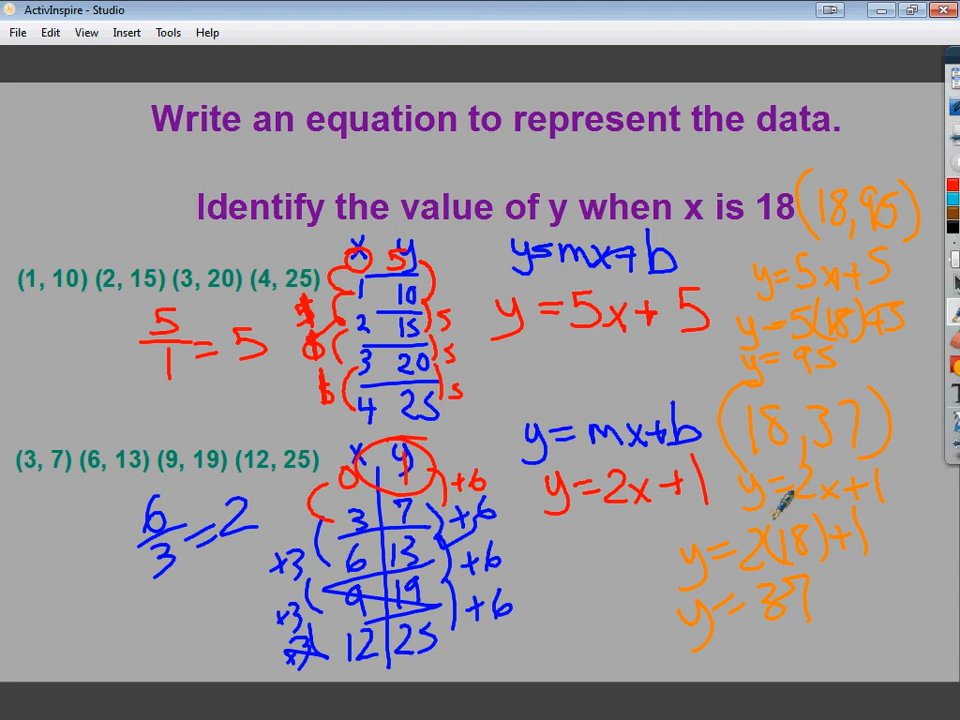 ActivInspire - Studio
File Edit View Insert Tools Help
Write an equation to represent the data.
Identify the value of y when x is 18
(18,95)
(1, 10) (2, 15) (3, 20) (4, 25)
5/1 = 5
x y
0 5
1 10
2 15
3 20
4 25
5
5
5
y=mx+b
y=5x+5
y=5x+5
y=5(18)+5
y=95
(3, 7) (6, 13) (9, 19) (12, 25)
6/3 = 2
x y
0 1
3 7
6 13
9 19
12 25
+3
+3
+3
+6
+6
+6
+6
y=mx+b
y=2x+1
(18,37)
y=2x+1
y=2(18)+1
y=37